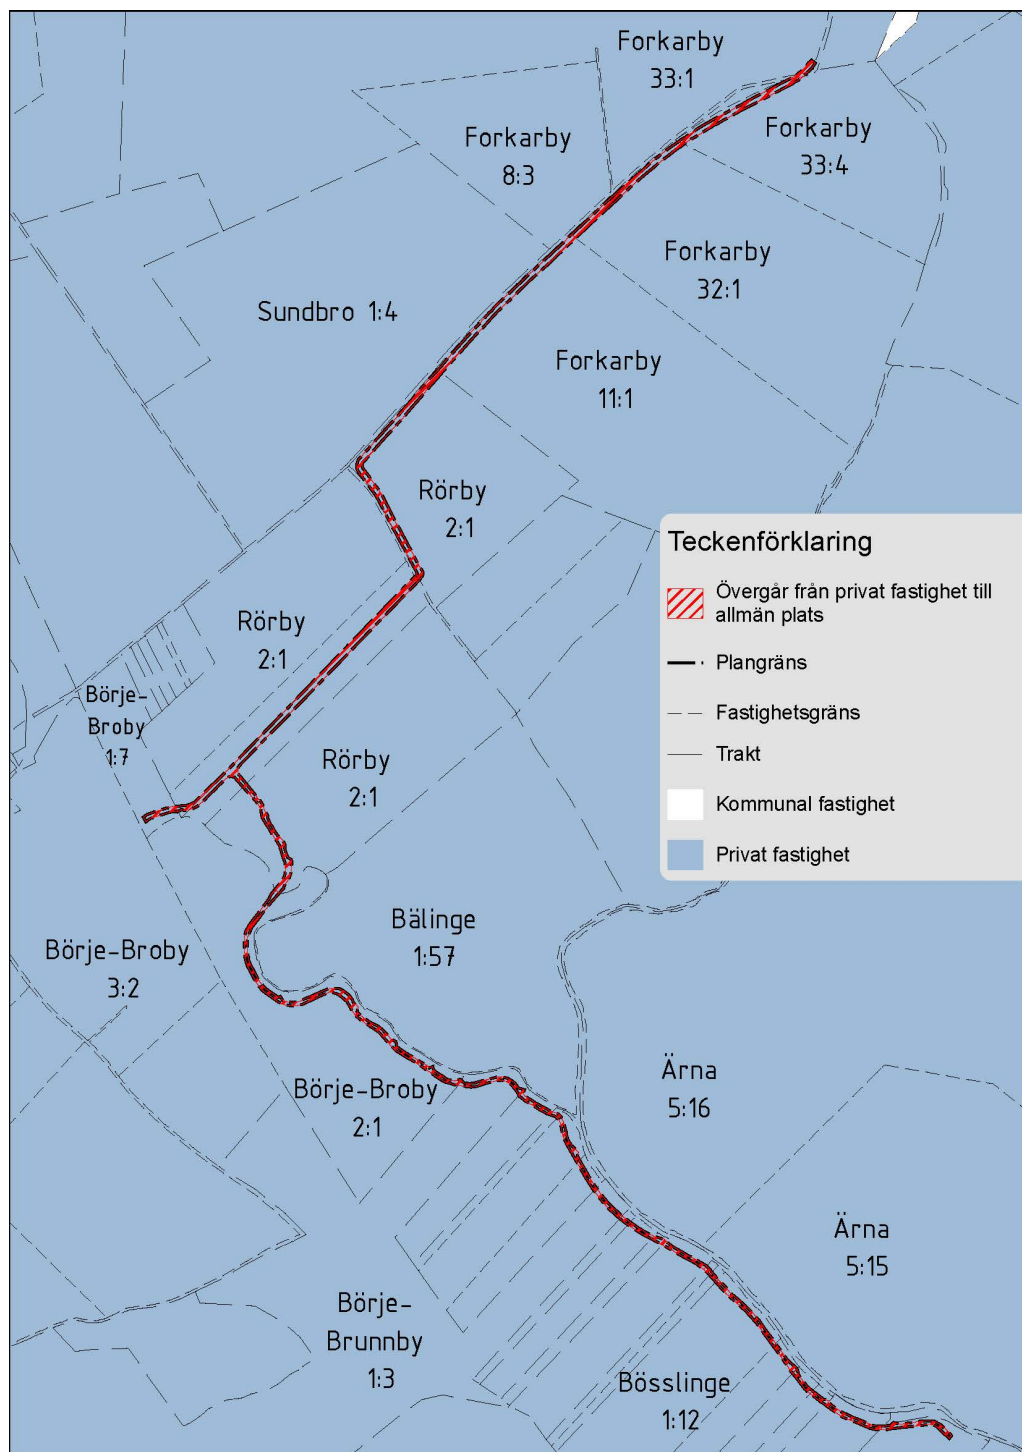 Forkarby
33:1
Forkarby
33:4
Forkarby
8:3
Forkarby
32:1
Sundbro 1:4
Forkarby
11:1
Rörby
2:1
Teckenförklaring
Övergår från privat fastighet till
allmän plats
Plangräns
Fastighetsgräns
Trakt
Kommunal fastighet
Privat fastighet
Rörby
2:1
Börje-
Broby
1:7
Rörby
2:1
Bälinge
1:57
Börje-Broby
3:2
Ärna
5:16
Börje-Broby
2:1
Ärna
5:15
Börje-
Brunnby
1:3
Bösslinge
1:12